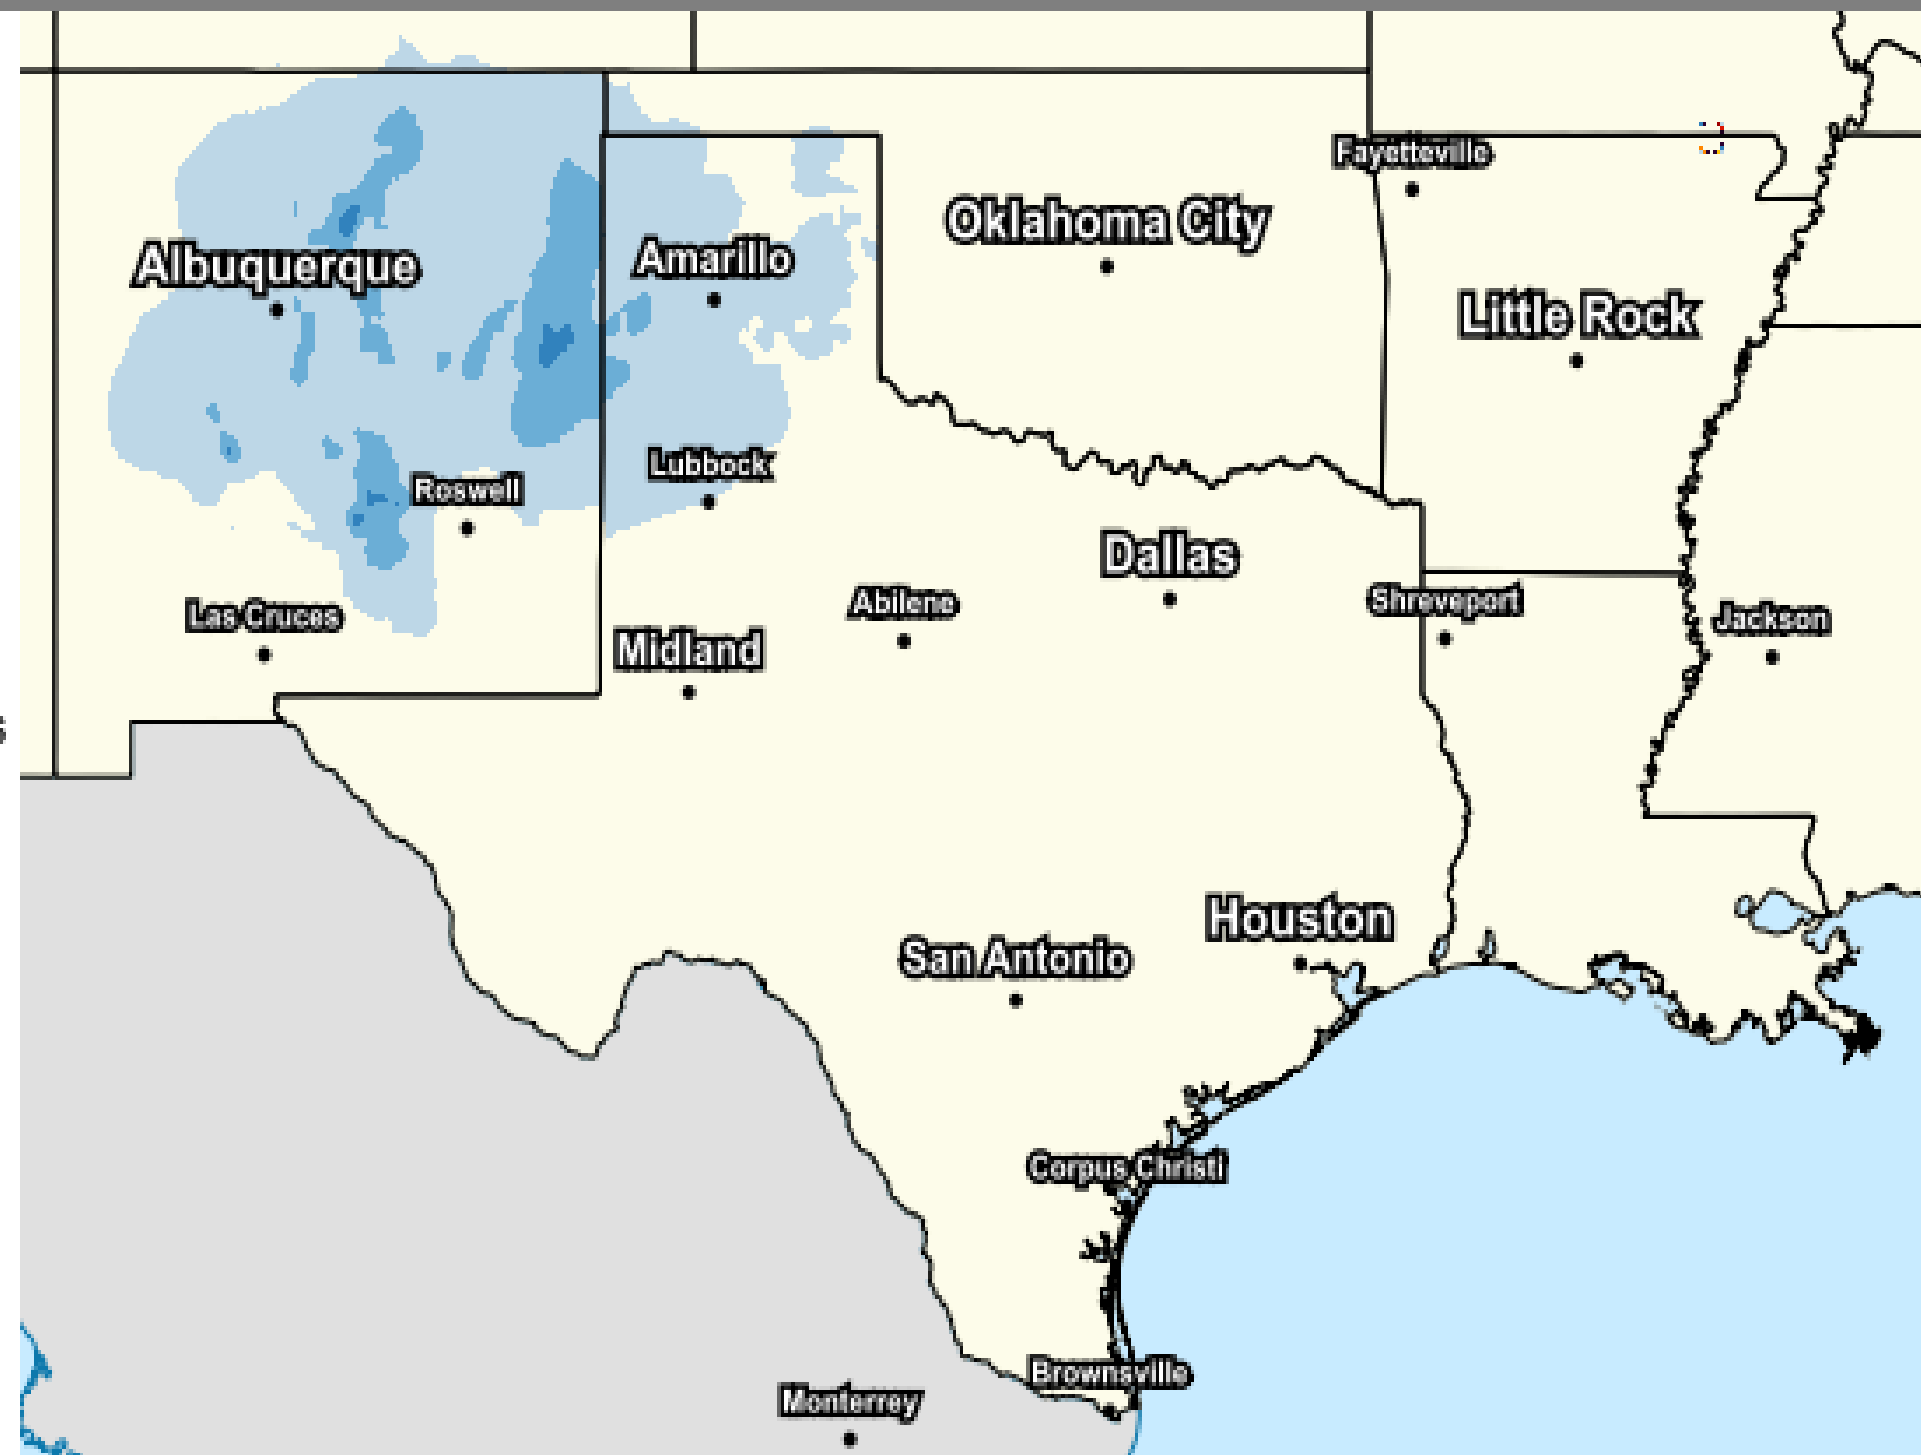 Fayetteville
Oklahoma City
Albuquerque
Amarillo
Little Rock
Lubbock
Roswell
Dallas
Abilene
Shreveport
Las Cruces
Jackson
Midland
s
Houston
San Antonio
Corpus Christi
Brownsville
Monterrey